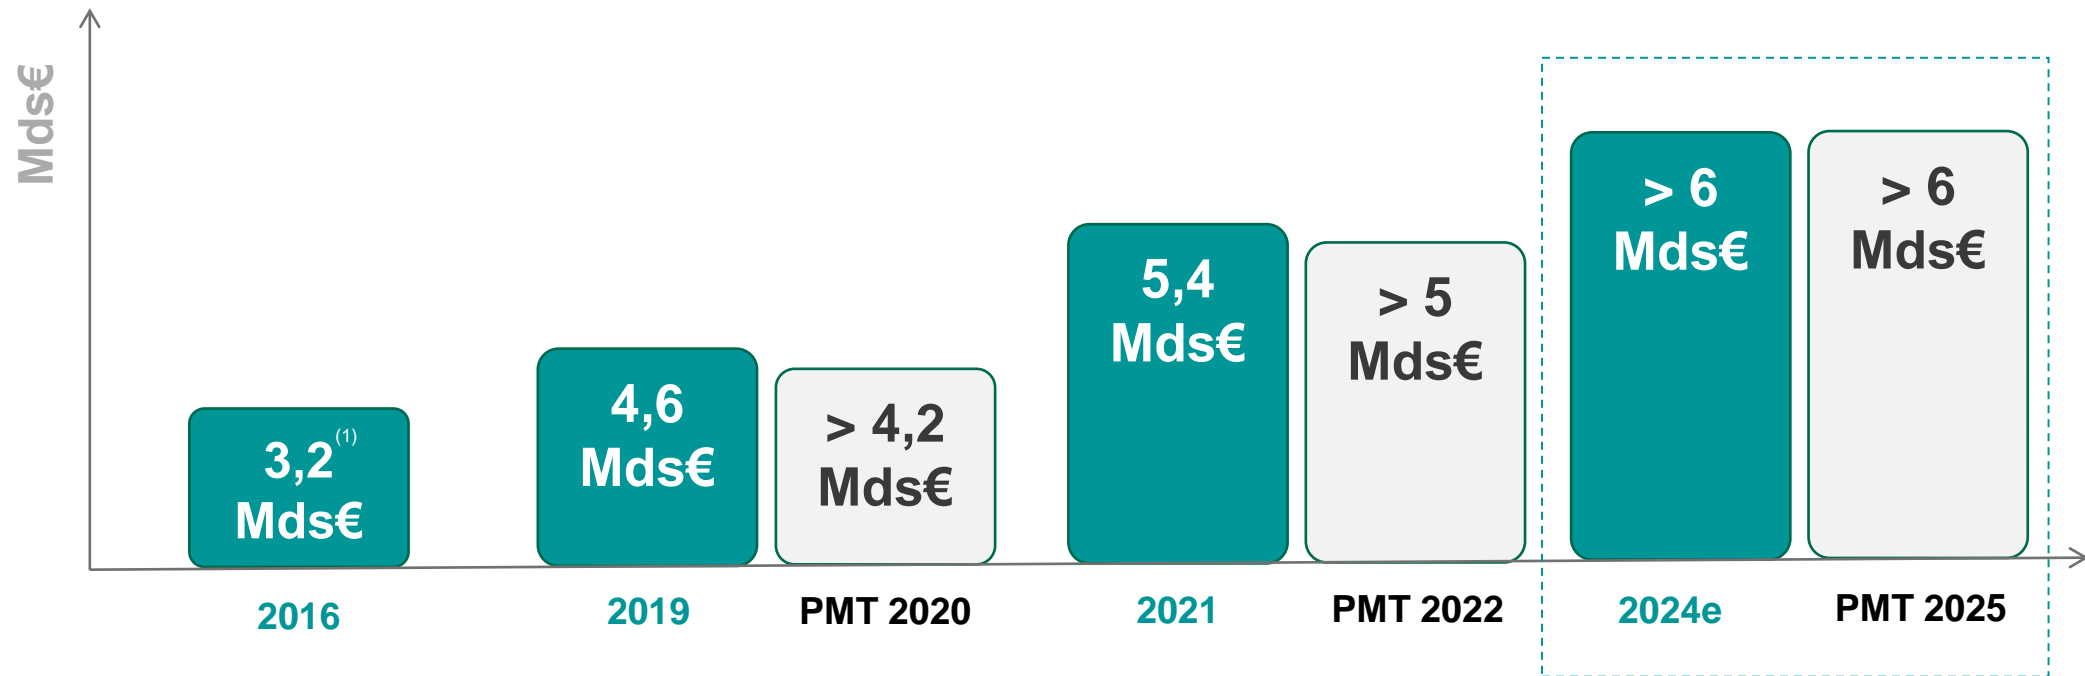 Mds€
3,2(1)
Mds€
4,6
Mds€
> 4,2
Mds€
5,4
Mds€
> 5
Mds€
> 6
Mds€
> 6
Mds€
2016
2019
PMT 2020
2021
PMT 2022
2024e
PMT 2025